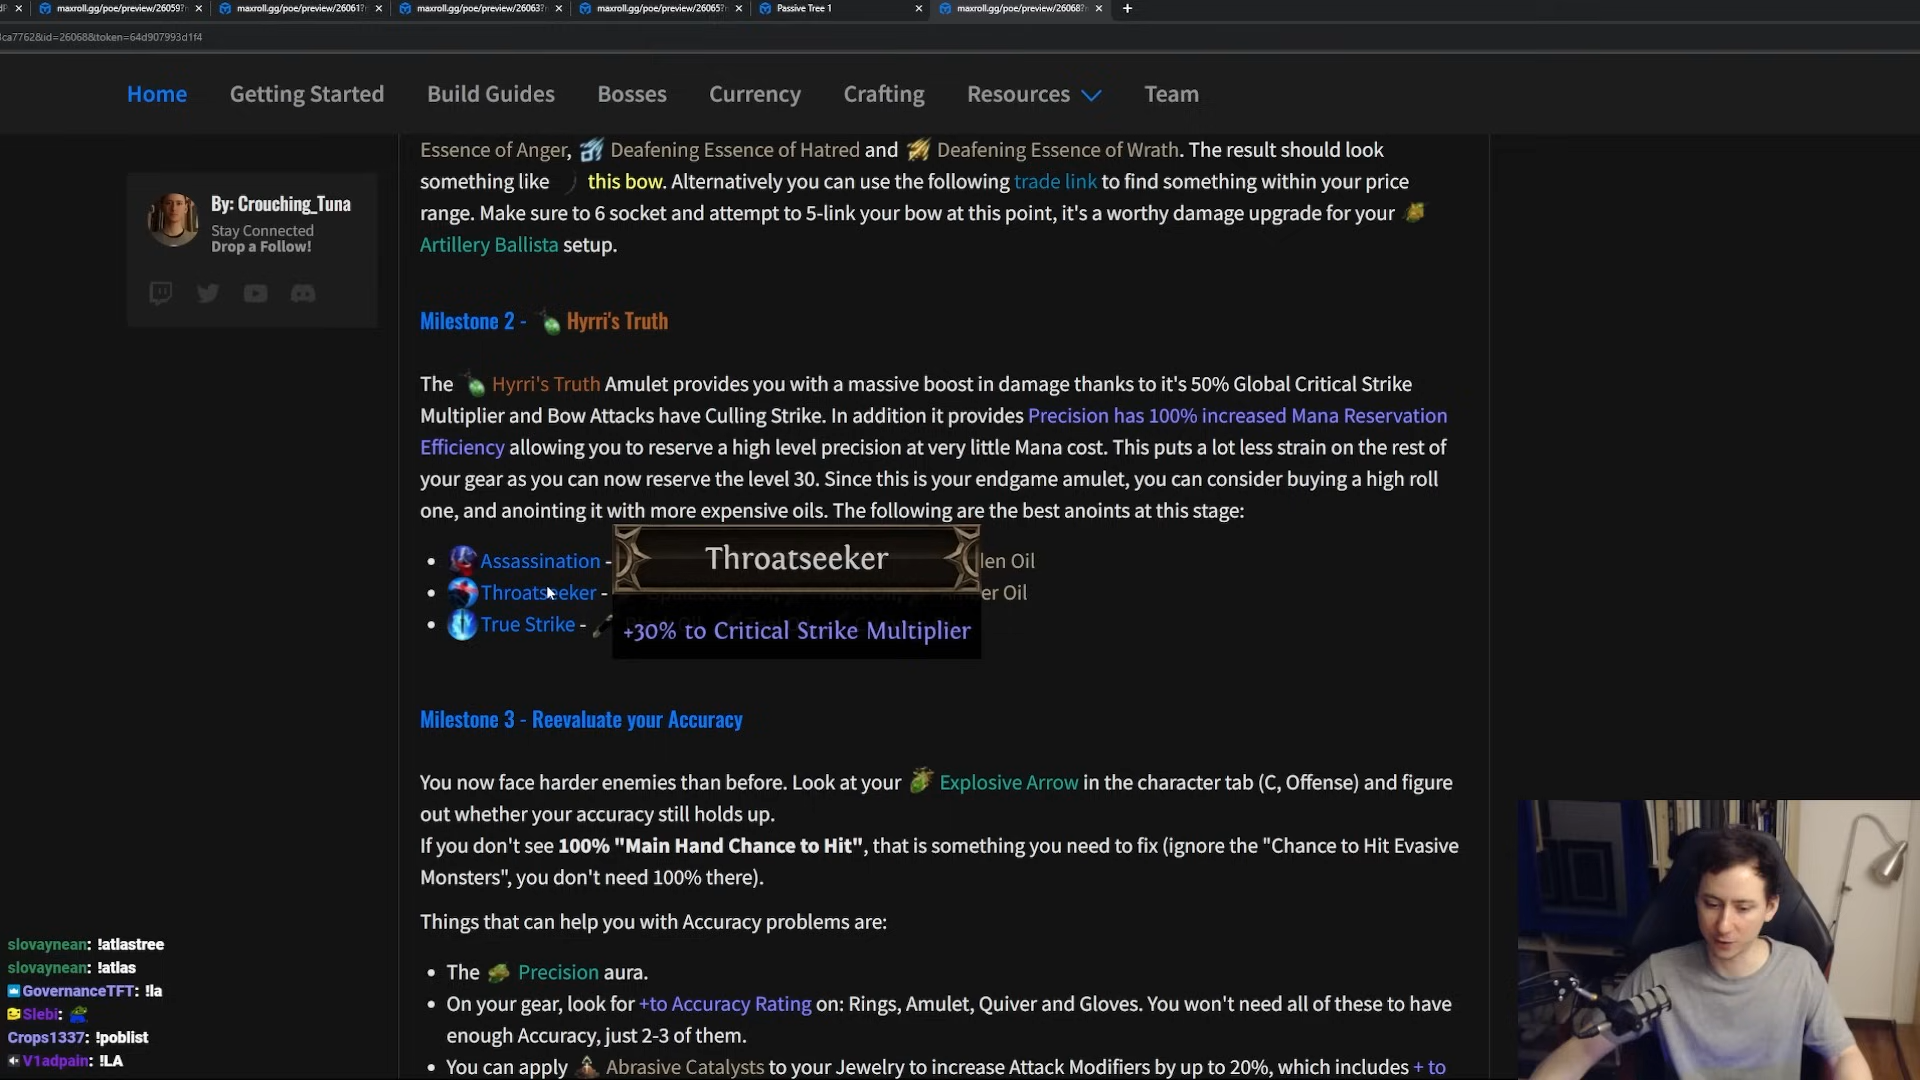 maxroll.gg/poe/preview/26059?
maxroll.gg/poe/preview/26061?
maxroll.gg/poe/preview/26063?
maxroll.gg/poe/preview/26065?
Passive Tree 1
maxroll.gg/poe/preview/26068?
ca7762&id=26068&token=64d907993d1f4
Home Getting Started Build Guides Bosses Currency Crafting Resources Team
By: Crouching_Tuna
Stay Connected
Drop a Follow!
Essence of Anger, Deafening Essence of Hatred and Deafening Essence of Wrath. The result should look
something like this bow. Alternatively you can use the following trade link to find something within your price
range. Make sure to 6 socket and attempt to 5-link your bow at this point, it's a worthy damage upgrade for your
Artillery Ballista setup.
Milestone 2 - Hyrri's Truth
The Hyrri's Truth Amulet provides you with a massive boost in damage thanks to it's 50% Global Critical Strike
Multiplier and Bow Attacks have Culling Strike. In addition it provides Precision has 100% increased Mana Reservation
Efficiency allowing you to reserve a high level precision at very little Mana cost. This puts a lot less strain on the rest of
your gear as you can now reserve the level 30. Since this is your endgame amulet, you can consider buying a high roll
one, and anointing it with more expensive oils. The following are the best anoints at this stage:
• Assassination - len Oil
• Throatseeker - er Oil
• True Strike -
Throatseeker
+30% to Critical Strike Multiplier
Milestone 3 - Reevaluate your Accuracy
You now face harder enemies than before. Look at your Explosive Arrow in the character tab (C, Offense) and figure
out whether your accuracy still holds up.
If you don't see 100% "Main Hand Chance to Hit", that is something you need to fix (ignore the "Chance to Hit Evasive
Monsters", you don't need 100% there).
Things that can help you with Accuracy problems are:
• The Precision aura.
• On your gear, look for +to Accuracy Rating on: Rings, Amulet, Quiver and Gloves. You won't need all of these to have
enough Accuracy, just 2-3 of them.
• You can apply Abrasive Catalysts to your Jewelry to increase Attack Modifiers by up to 20%, which includes + to
slovaynean: !atlastree
slovaynean: !atlas
GovernanceTFT: !la
Slebi:
Crops1337: !poblist
V1adpain: !LA